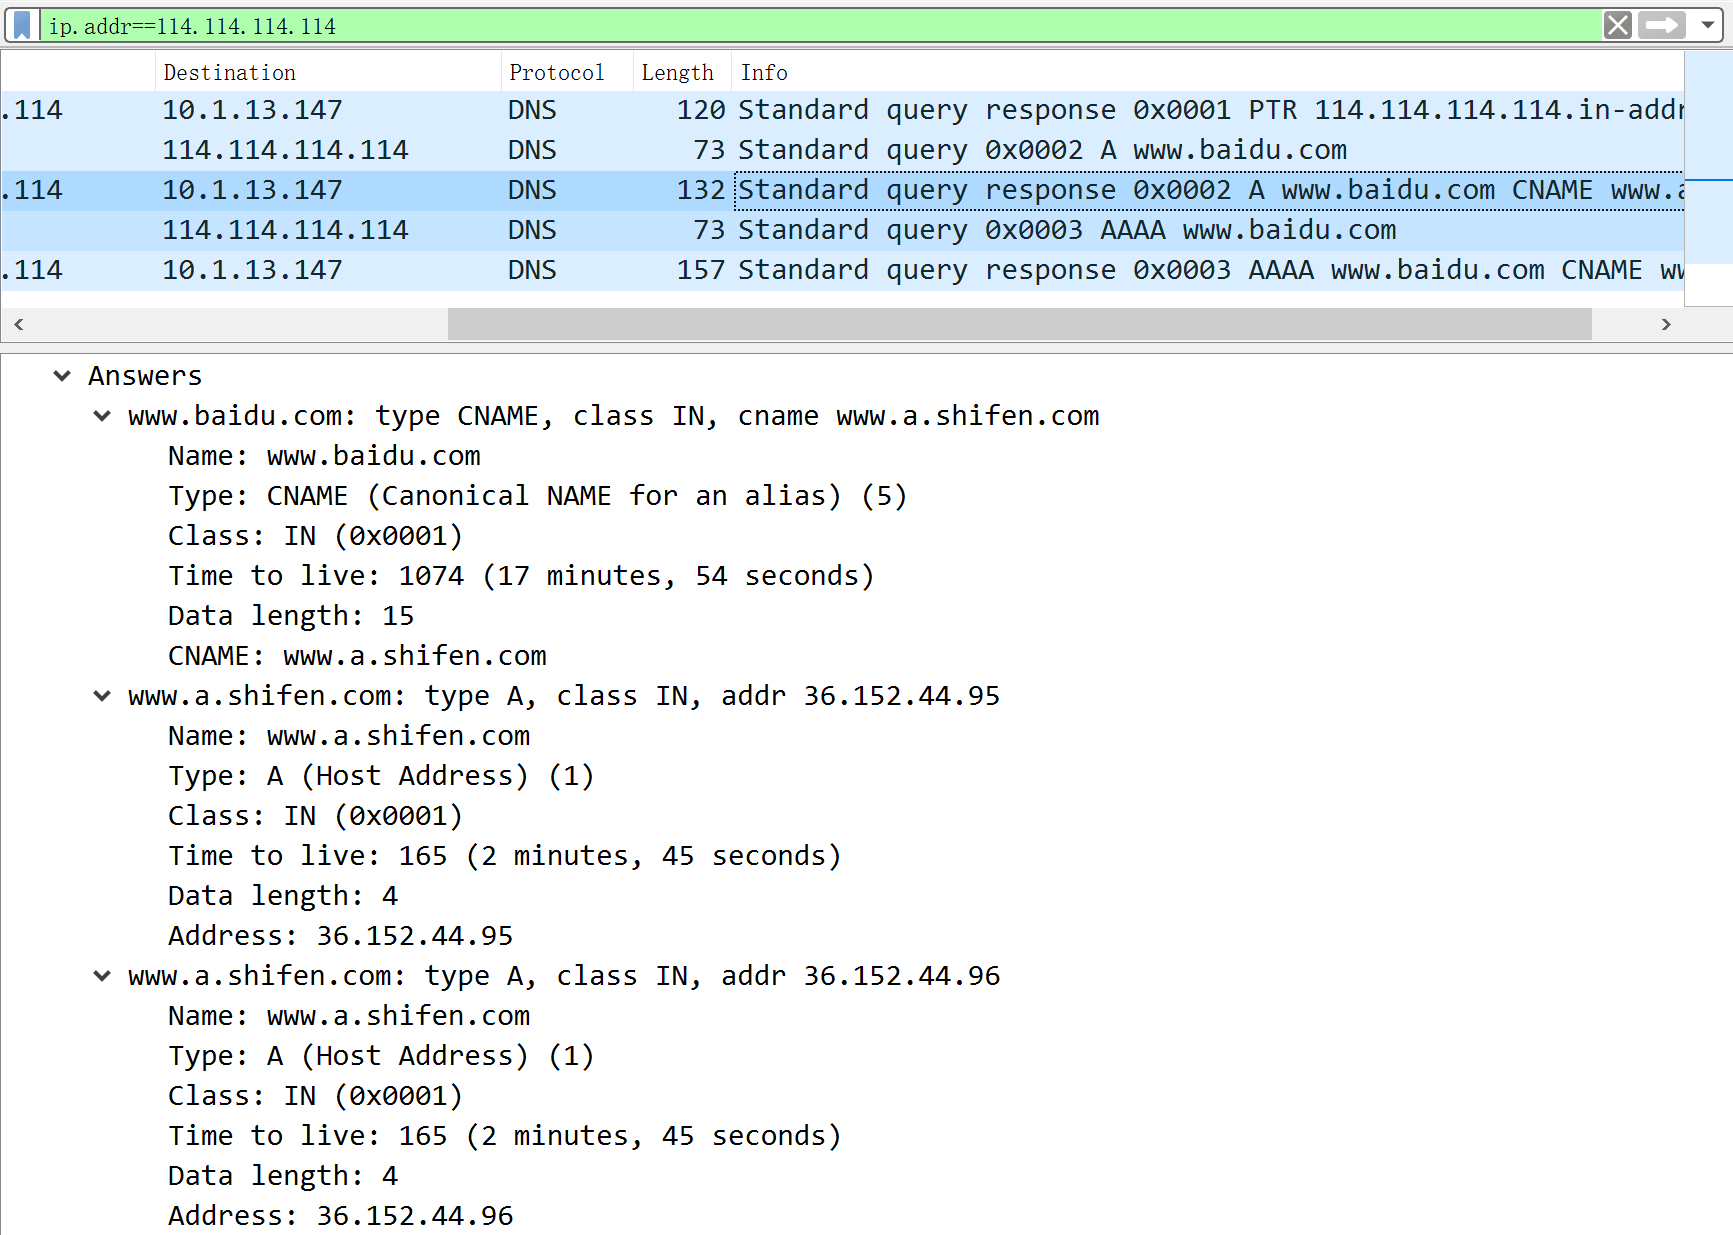 ip.addr==114.114.114.114
Destination Protocol Length Info
.114 10.1.13.147 DNS 120 Standard query response 0x0001 PTR 114.114.114.114.in-addr
114.114.114.114 DNS 73 Standard query 0x0002 A www.baidu.com
.114 10.1.13.147 DNS 132 Standard query response 0x0002 A www.baidu.com CNAME www.a
114.114.114.114 DNS 73 Standard query 0x0003 AAAA www.baidu.com
.114 10.1.13.147 DNS 157 Standard query response 0x0003 AAAA www.baidu.com CNAME ww
Answers
www.baidu.com: type CNAME, class IN, cname www.a.shifen.com
Name: www.baidu.com
Type: CNAME (Canonical NAME for an alias) (5)
Class: IN (0x0001)
Time to live: 1074 (17 minutes, 54 seconds)
Data length: 15
CNAME: www.a.shifen.com
www.a.shifen.com: type A, class IN, addr 36.152.44.95
Name: www.a.shifen.com
Type: A (Host Address) (1)
Class: IN (0x0001)
Time to live: 165 (2 minutes, 45 seconds)
Data length: 4
Address: 36.152.44.95
www.a.shifen.com: type A, class IN, addr 36.152.44.96
Name: www.a.shifen.com
Type: A (Host Address) (1)
Class: IN (0x0001)
Time to live: 165 (2 minutes, 45 seconds)
Data length: 4
Address: 36.152.44.96